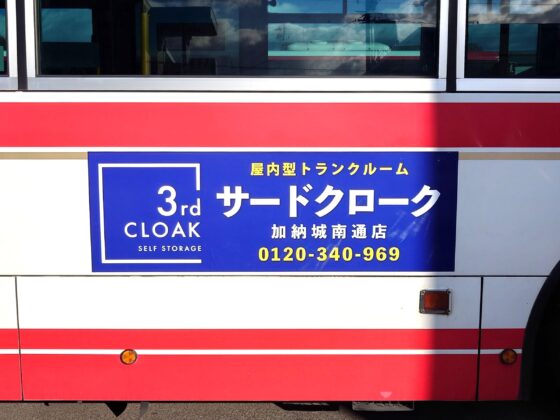 3rd
CLOAK
SELF STORAGE
屋内型トランクルーム
サードクローク
加納城南通店
0120-340-969